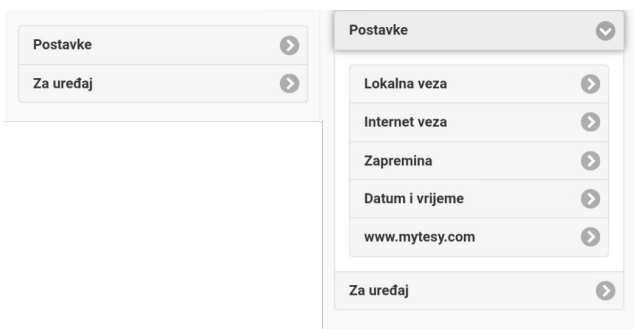 Postavke
Za uređaj
Postavke
Lokalna veza
Internet veza
Zapremina
Datum i vrijeme
www.mytesy.com
Za uređaj